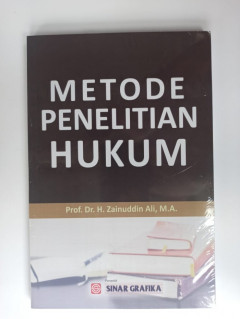 METODE
PENELITIAN
HUKUM
Prof. Dr. H. Zainuddin Ali, M.A.
SINAR GRAFIKA